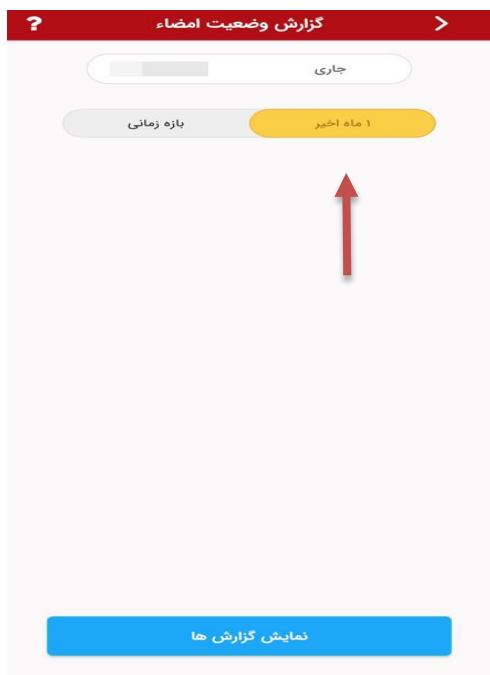 گزارش وضعیت امضاء ?
جاری
۱ ماه اخیر بازه زمانی
نمایش گزارش ها